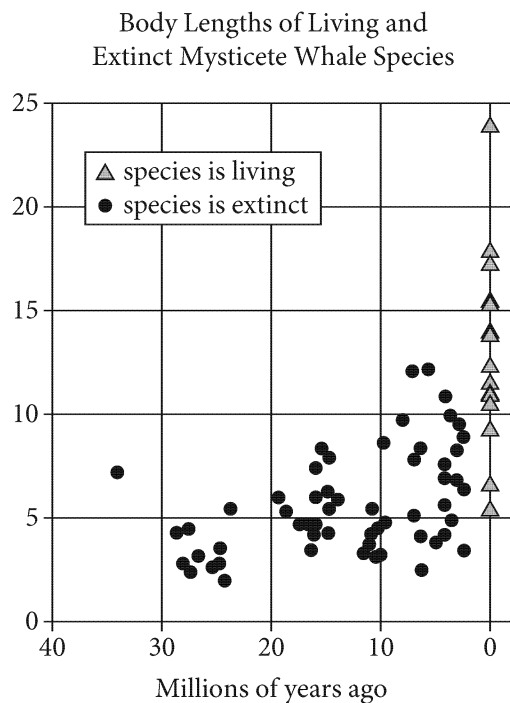 Body Lengths of Living and
Extinct Mysticete Whale Species
25
species is living
20
species is extinct
15
10
5
0
40 30 20 10 0
Millions of years ago